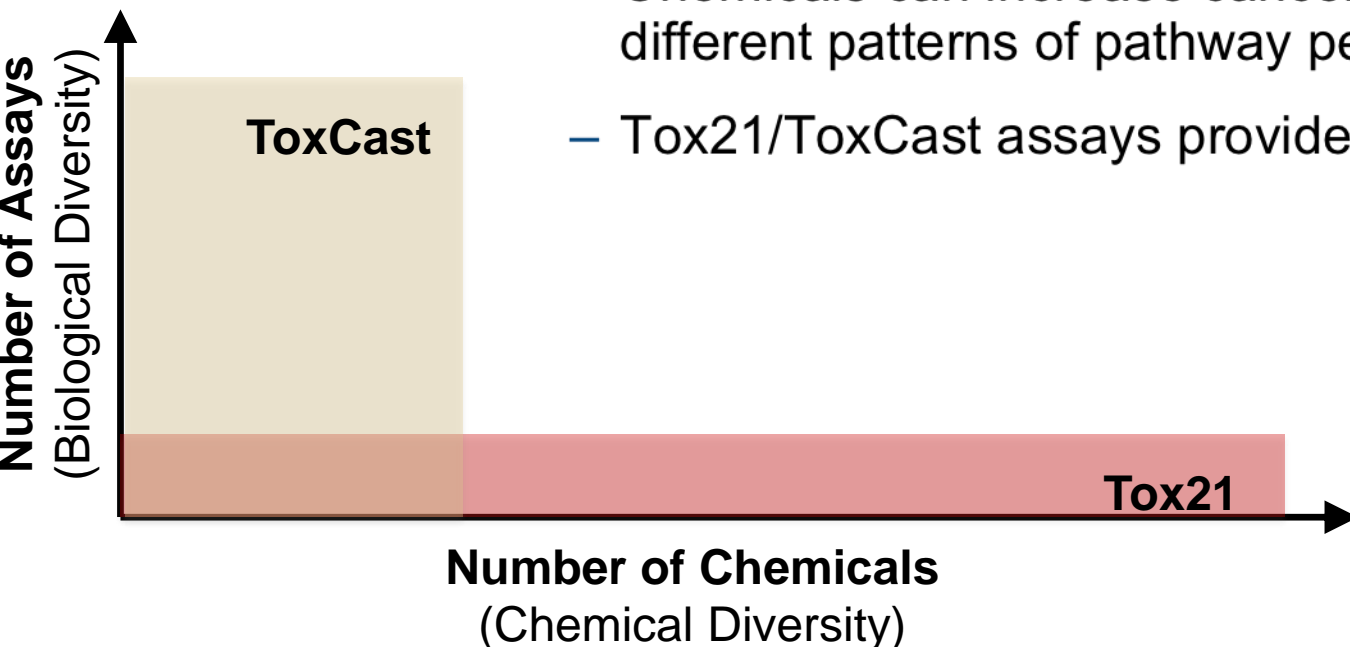 different patterns of pathway
– Tox21/ToxCast assays provide
ToxCast
Number of Assays
(Biological Diversity)
Tox21
Number of Chemicals
(Chemical Diversity)